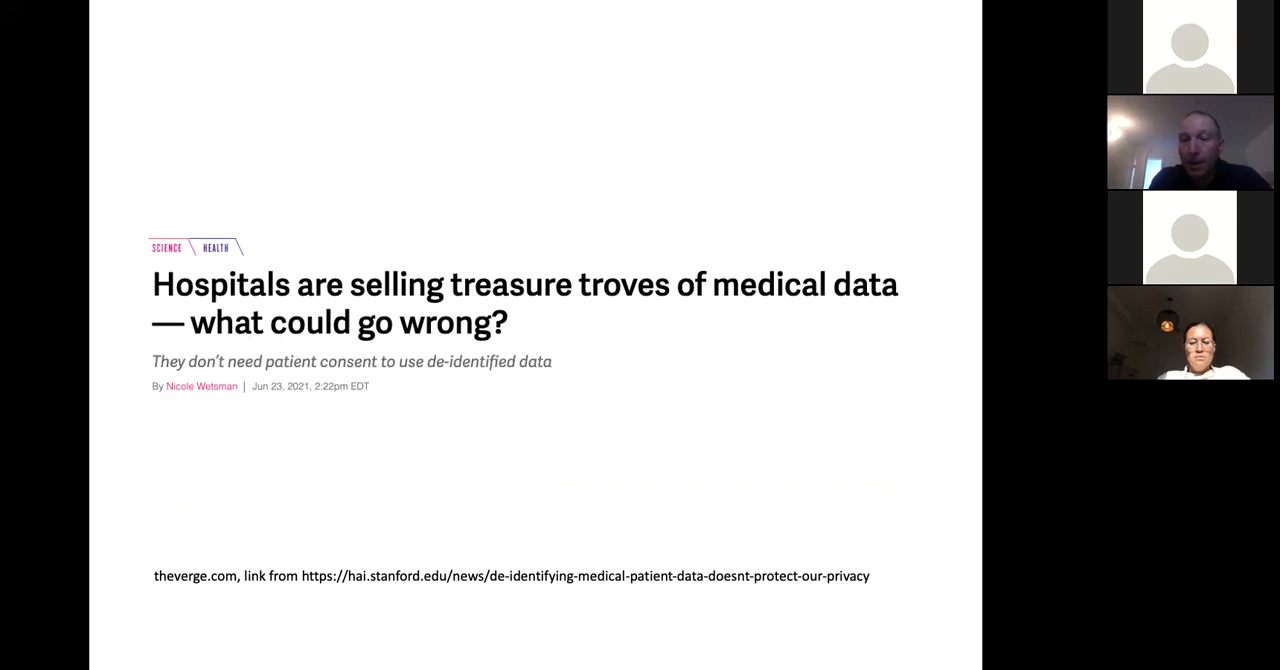 SCIENCE HEALTH
Hospitals are selling treasure troves of medical data
— what could go wrong?
They don't need patient consent to use de-identified data
By Nicole Wetsman | Jun 23, 2021, 2:22pm EDT
theverge.com, link from https://hai.stanford.edu/news/de-identifying-medical-patient-data-doesnt-protect-our-privacy